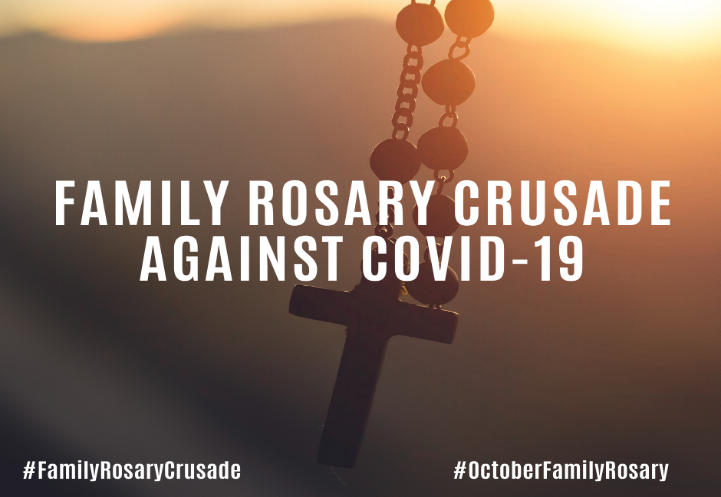 FAMILY ROSARY CRUSADE
AGAINST COVID-19
#FamilyRosaryCrusade
#OctoberFamilyRosary